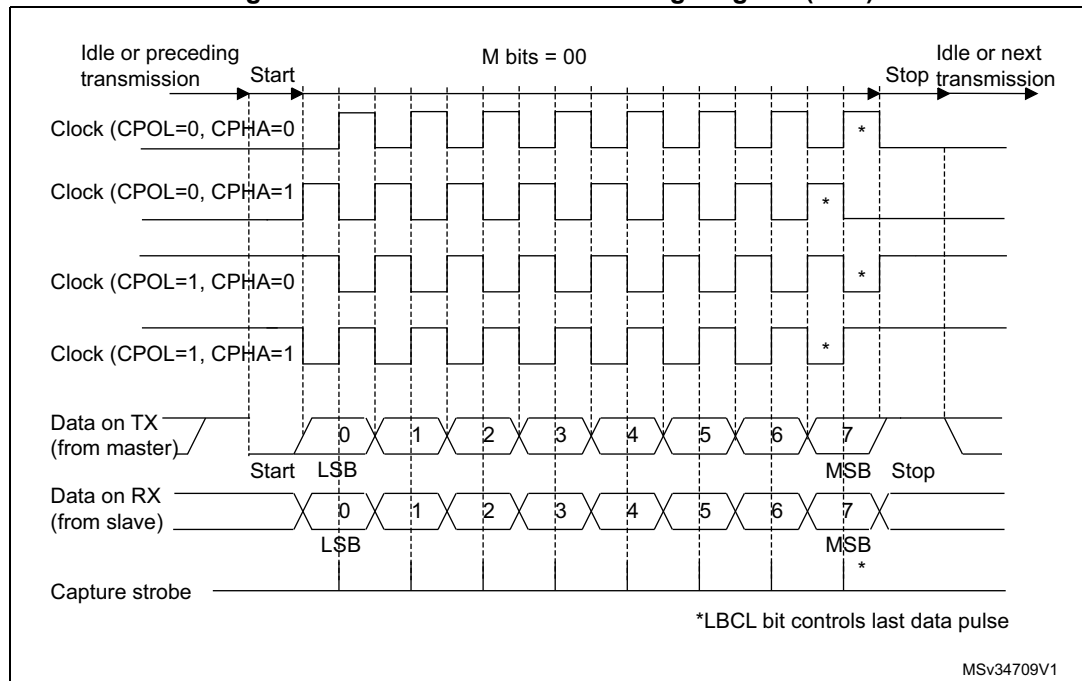 Idle or preceding
transmission
Start
M bits = 00
Stop
Idle or next
transmission
Clock (CPOL=0, CPHA=0
*
Clock (CPOL=0, CPHA=1
*
Clock (CPOL=1, CPHA=0
*
Clock (CPOL=1, CPHA=1
*
Data on TX
(from master)
0 1 2 3 4 5 6 7
Start LSB MSB Stop
Data on RX
(from slave)
0 1 2 3 4 5 6 7
LSB MSB
*
Capture strobe
*LBCL bit controls last data pulse
MSv34709V1